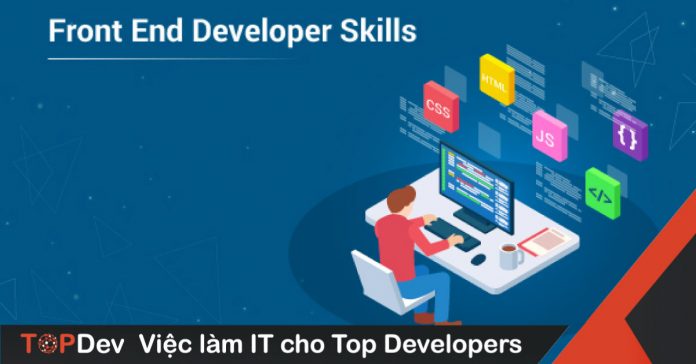 Front End Developer Skills
HTML
CSS
JS
{}
</>
TOPDev Việc làm IT cho Top Developers